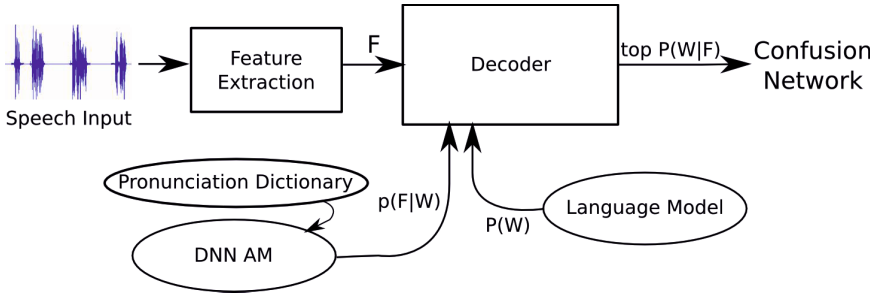 Speech Input
Feature
Extraction
F
Decoder
top P(W|F)
Confusion
Network
Pronunciation Dictionary
p(F|W)
P(W)
Language Model
DNN AM